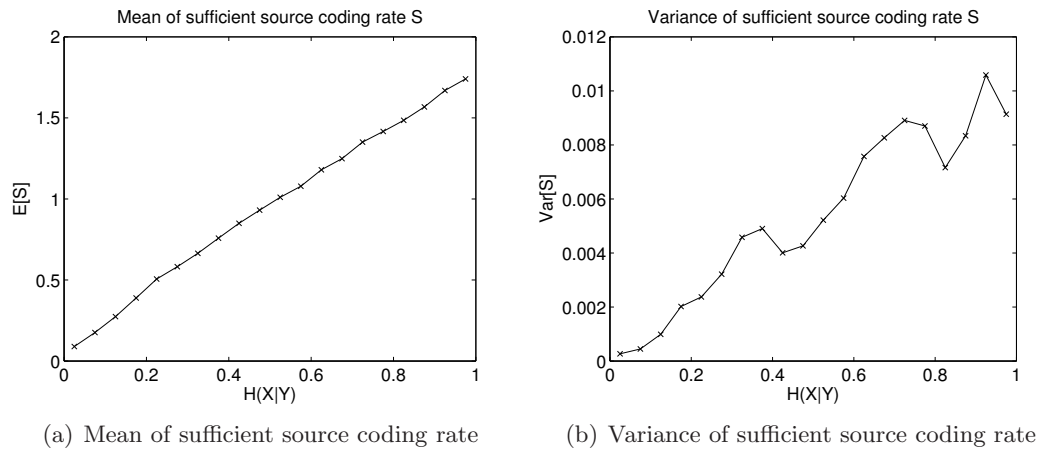 Mean of sufficient source coding rate S
2
1.5
1
0.5
0
E[S]
0 0.2 0.4 0.6 0.8 1
H(X|Y)
(a) Mean of sufficient source coding rate
Variance of sufficient source coding rate S
0.012
0.01
0.008
0.006
0.004
0.002
0
Var[S]
0 0.2 0.4 0.6 0.8 1
H(X|Y)
(b) Variance of sufficient source coding rate